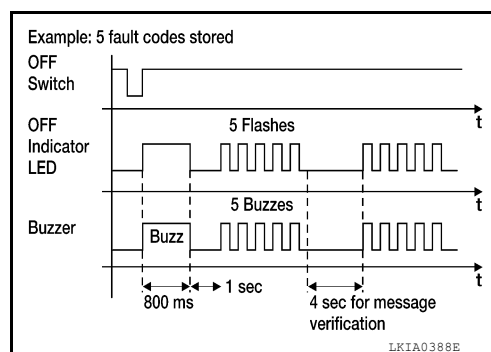 Example: 5 fault codes stored
OFF
Switch
t
OFF
Indicator
LED
5 Flashes
t
5 Buzzes
Buzzer
Buzz
t
800 ms
1 sec
4 sec for message
verification
LKIA0388E